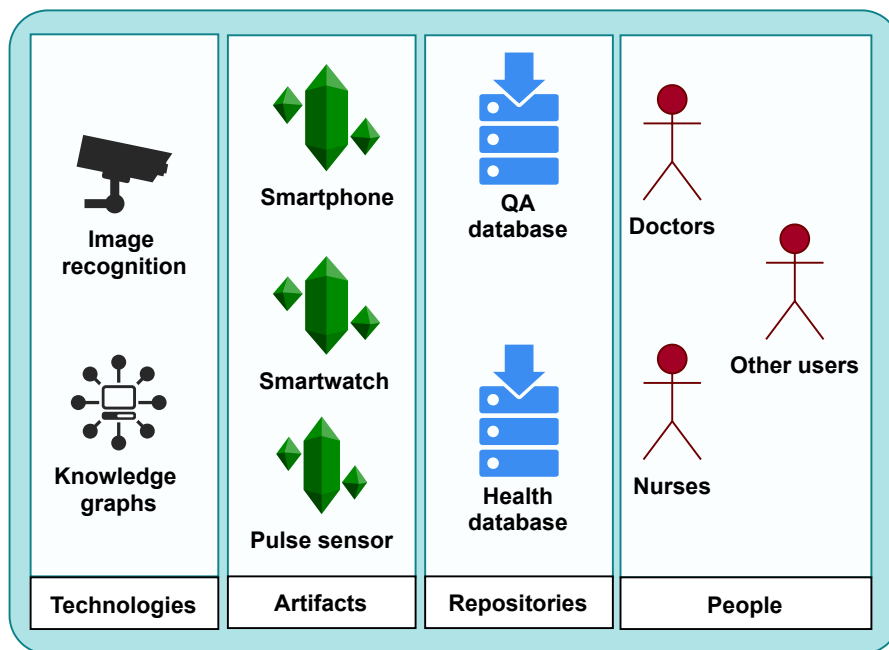 Image
recognition
Knowledge
graphs
Technologies
Smartphone
Smartwatch
Pulse sensor
Artifacts
QA
database
Health
database
Repositories
Doctors
Other users
Nurses
People